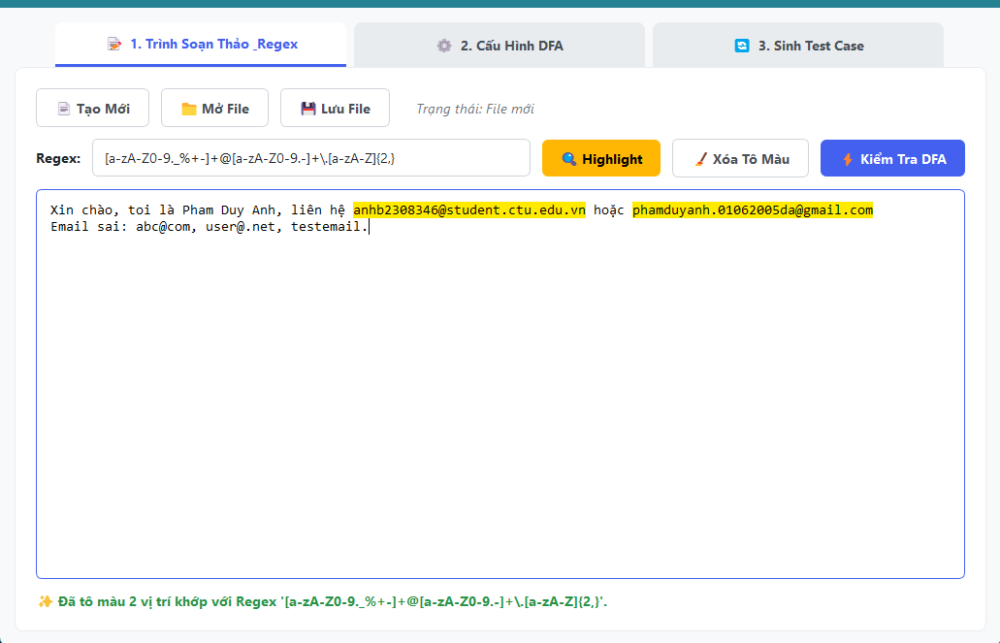 1. Trình Soạn Thảo _Regex
2. Cấu Hình DFA
3. Sinh Test Case
Tạo Mới
Mở File
Lưu File
Trạng thái: File mới
Regex:
[a-zA-Z0-9._%+-]+@[a-zA-Z0-9.-]+\.[a-zA-Z]{2,}
Highlight
Xóa Tô Màu
Kiểm Tra DFA
Xin chào, toi là Pham Duy Anh, liên hệ anhb2308346@student.ctu.edu.vn hoặc phamduyanh.01062005da@gmail.com
Email sai: abc@com, user@.net, testemail.
Đã tô màu 2 vị trí khớp với Regex '[a-zA-Z0-9._%+-]+@[a-zA-Z0-9.-]+\.[a-zA-Z]{2,}'.